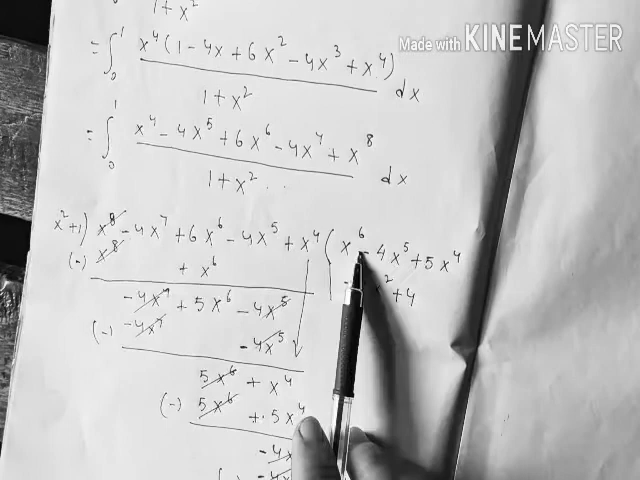 1+x²
Made with KINEMASTER
= ∫₀¹ x⁴(1-4x+6x²-4x³+x⁴) / 1+x² dx
= ∫₀¹ x⁴-4x⁵+6x⁶-4x⁷+x⁸ / 1+x² dx
x²+1) x⁸-4x⁷+6x⁶-4x⁵+x⁴ ( x⁶-4x⁵+5x⁴
(-) x⁸ +x⁶ - ² +4
-4x⁷+5x⁶-4x⁵
(-) -4x⁷ -4x⁵
5x⁶+x⁴
(-) 5x⁶+5x⁴
-4x